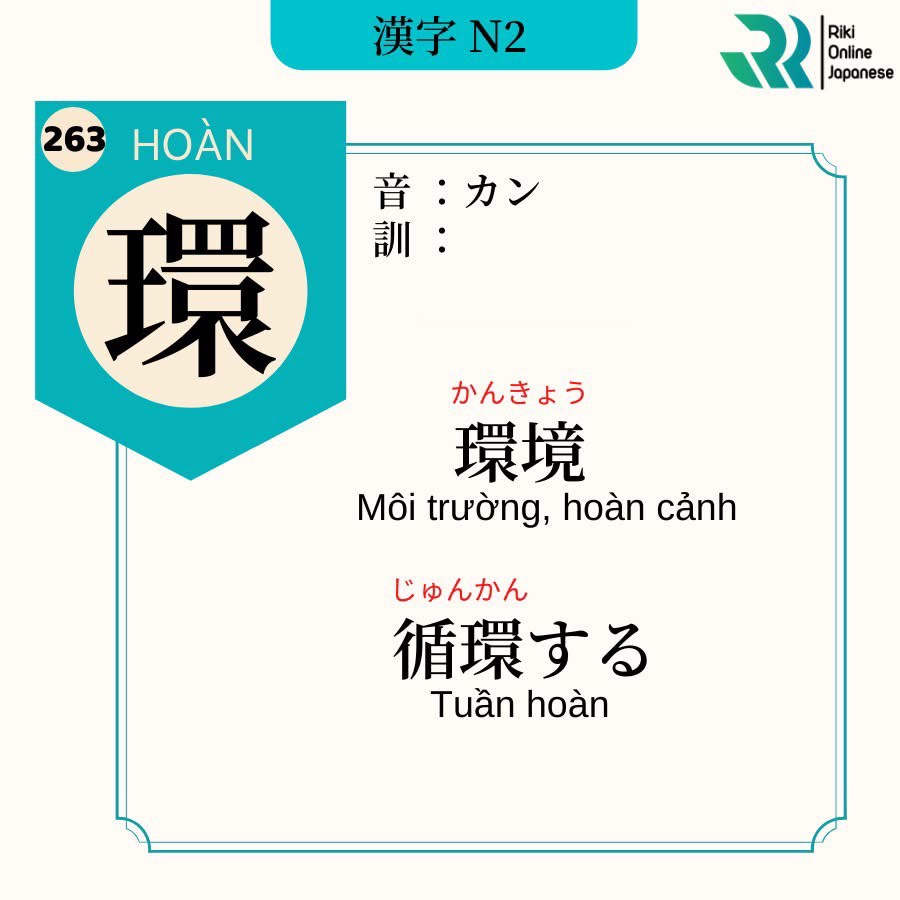 漢字 N2
Riki
Online
Japanese
263
HOÀN
環
音 ：カン
訓 ：
かんきょう
環境
Môi trường, hoàn cảnh
じゅんかん
循環する
Tuần hoàn